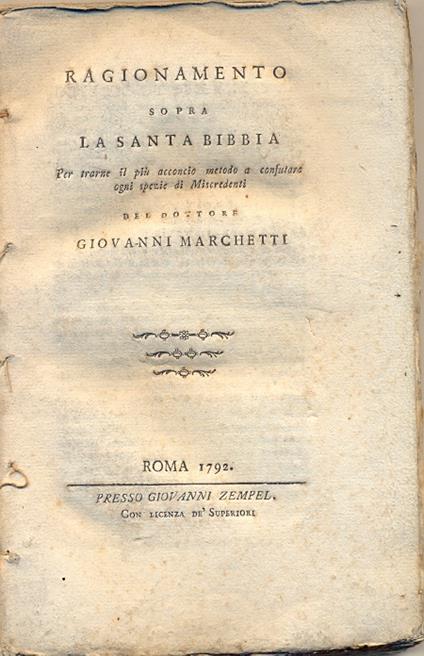 RAGIONAMENTO
SOPRA
LA SANTA BIBBIA
Per trarne il più acconcio metodo a confutare
ogni spezie di Miscredenti
DEL DOTTORE
GIOVANNI MARCHETTI
ROMA 1792.
PRESSO GIOVANNI ZEMPEL.
CON LICENZA DE' SUPERIORI